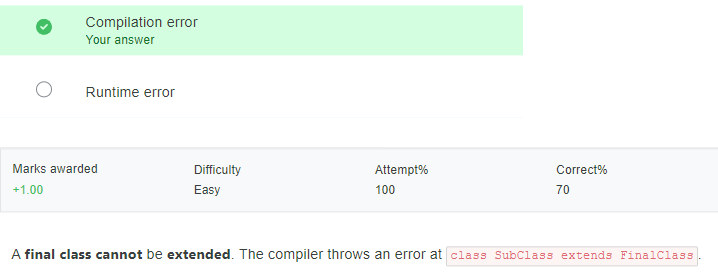 Compilation error
Your answer
Runtime error
Marks awarded Difficulty Attempt% Correct%
+1.00 Easy 100 70
A final class cannot be extended. The compiler throws an error at class SubClass extends FinalClass.